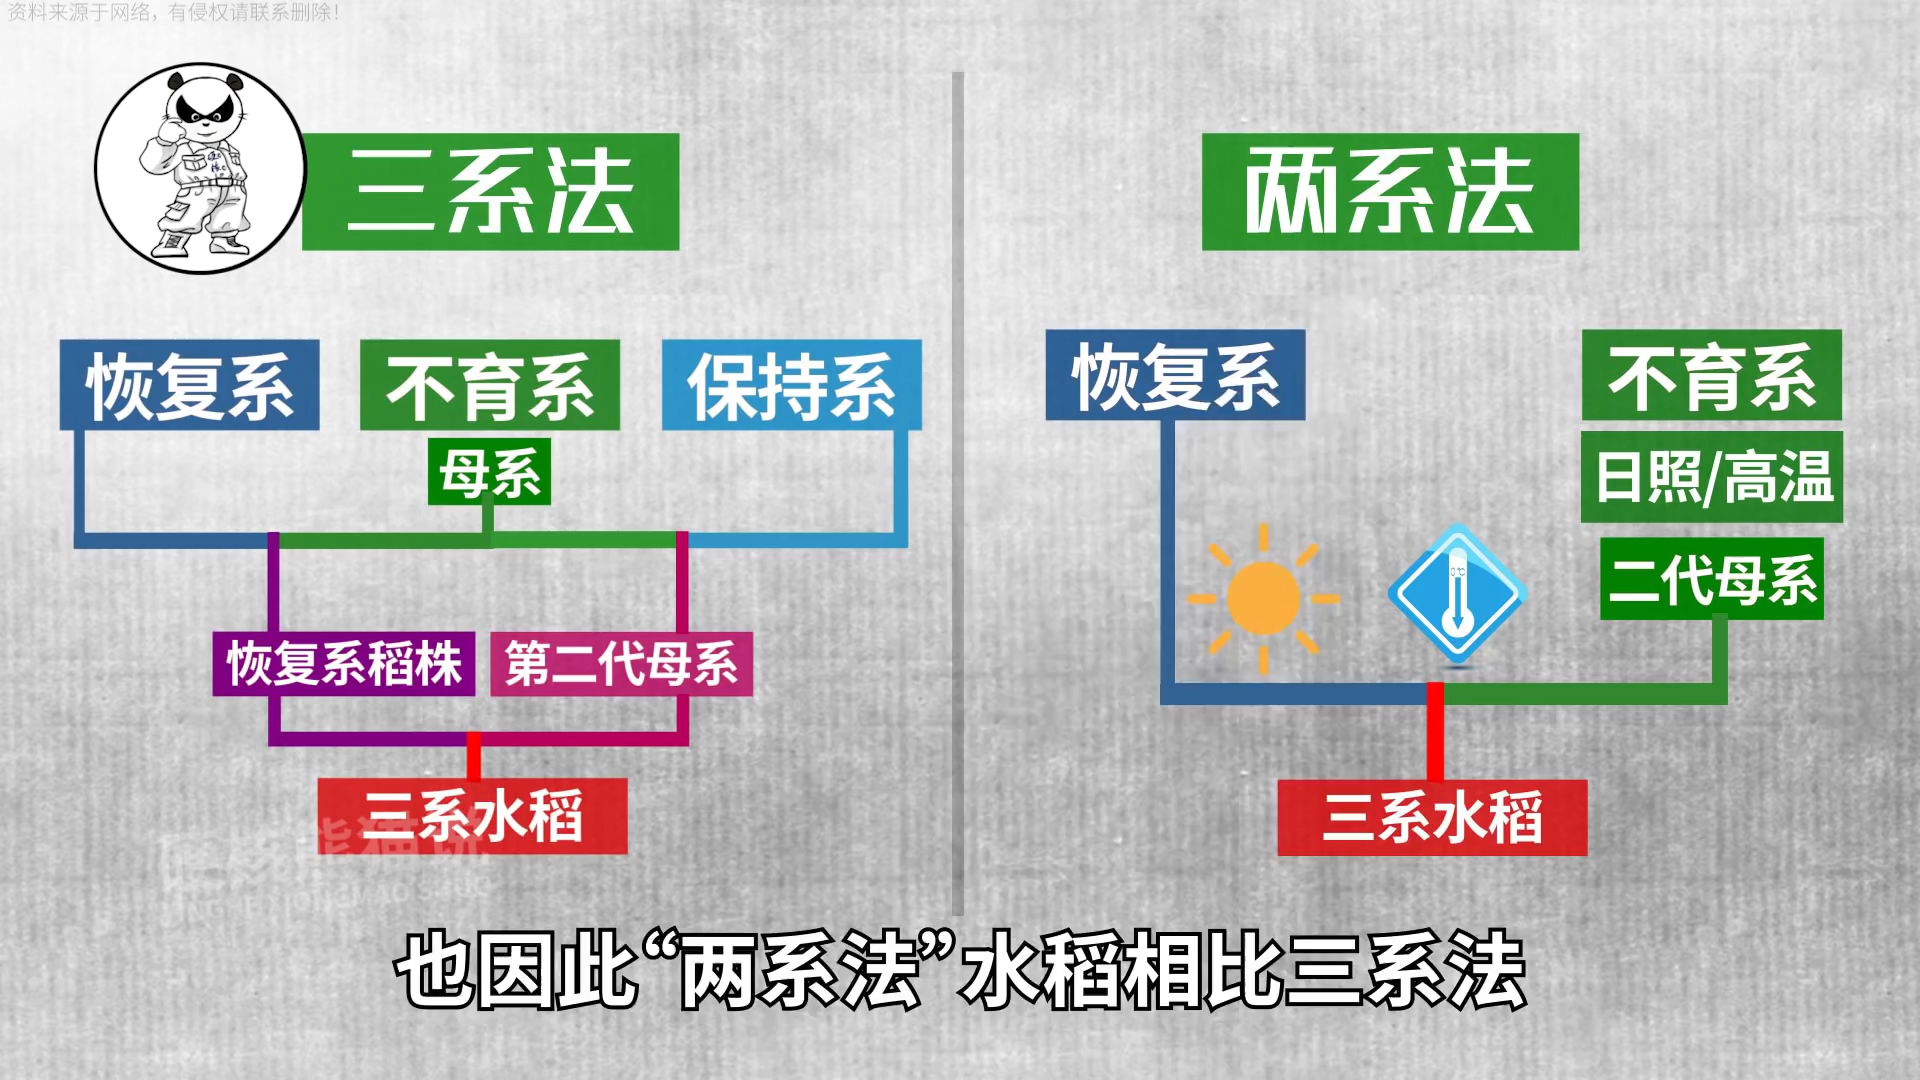 资料来源于网络，有侵权请联系删除！
三系法
恢复系 不育系 保持系
母系
恢复系稻株 第二代母系
三系水稻
两系法
恢复系 不育系
日照/高温
二代母系
三系水稻
也因此“两系法”水稻相比三系法